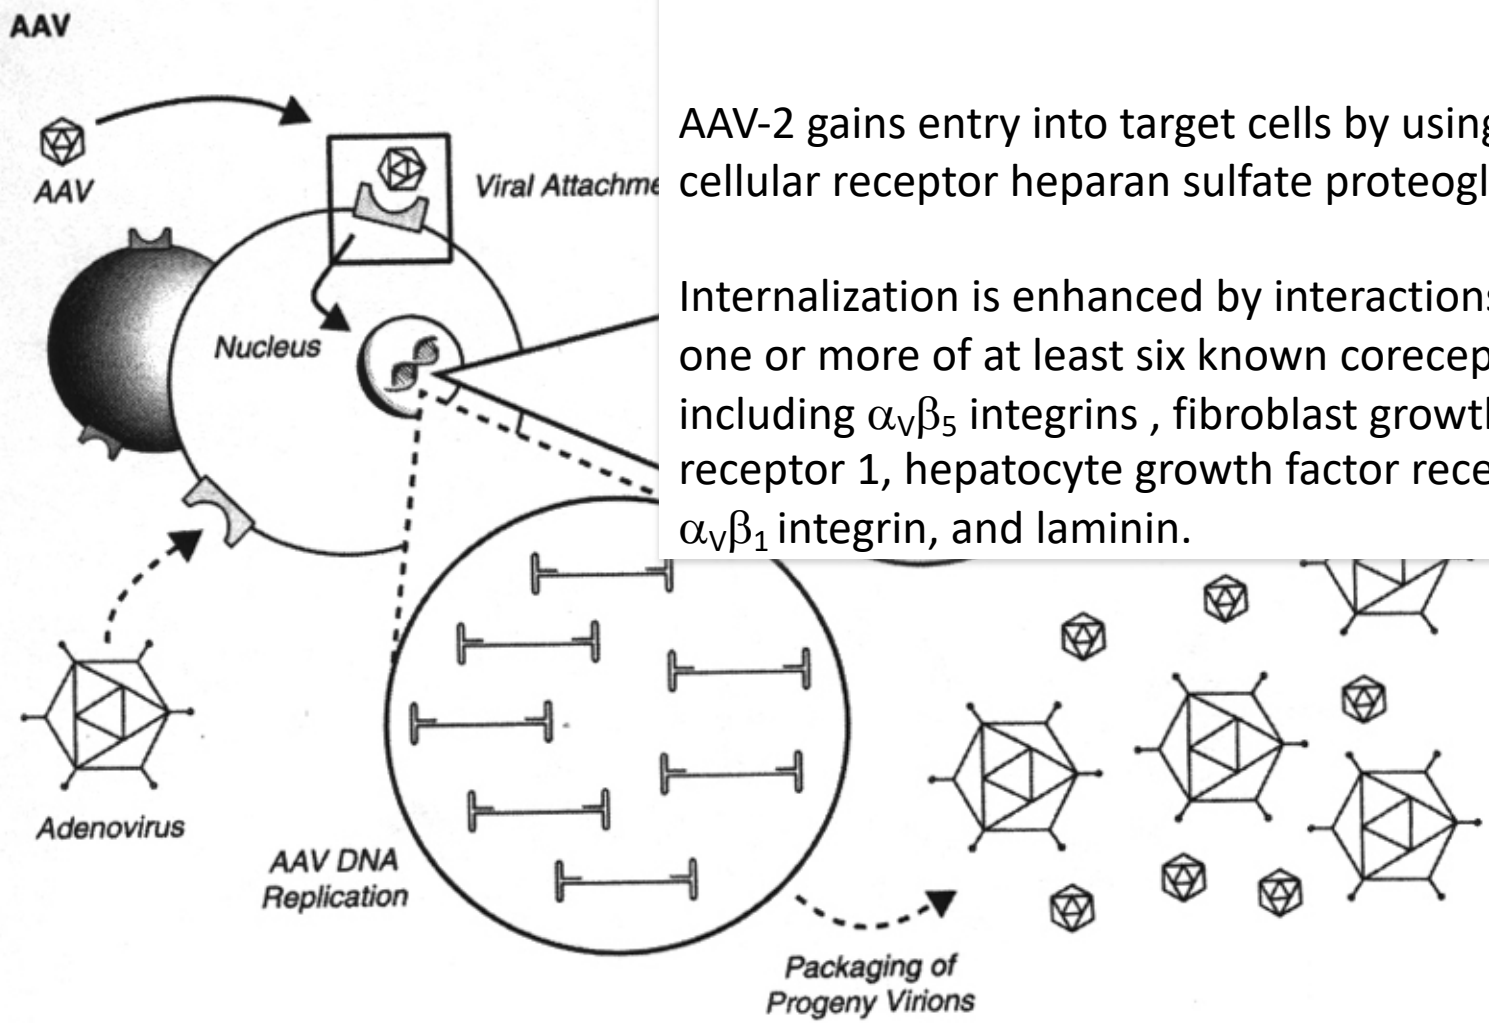 AAV
AAV
Viral Attachme
AAV-2 gains entry into target cells by using
cellular receptor heparan sulfate proteogl
Internalization is enhanced by interactions
one or more of at least six known corecep
including αVβ5 integrins , fibroblast growth
receptor 1, hepatocyte growth factor rece
αVβ1 integrin, and laminin.
Nucleus
Adenovirus
AAV DNA
Replication
Packaging of
Progeny Virions